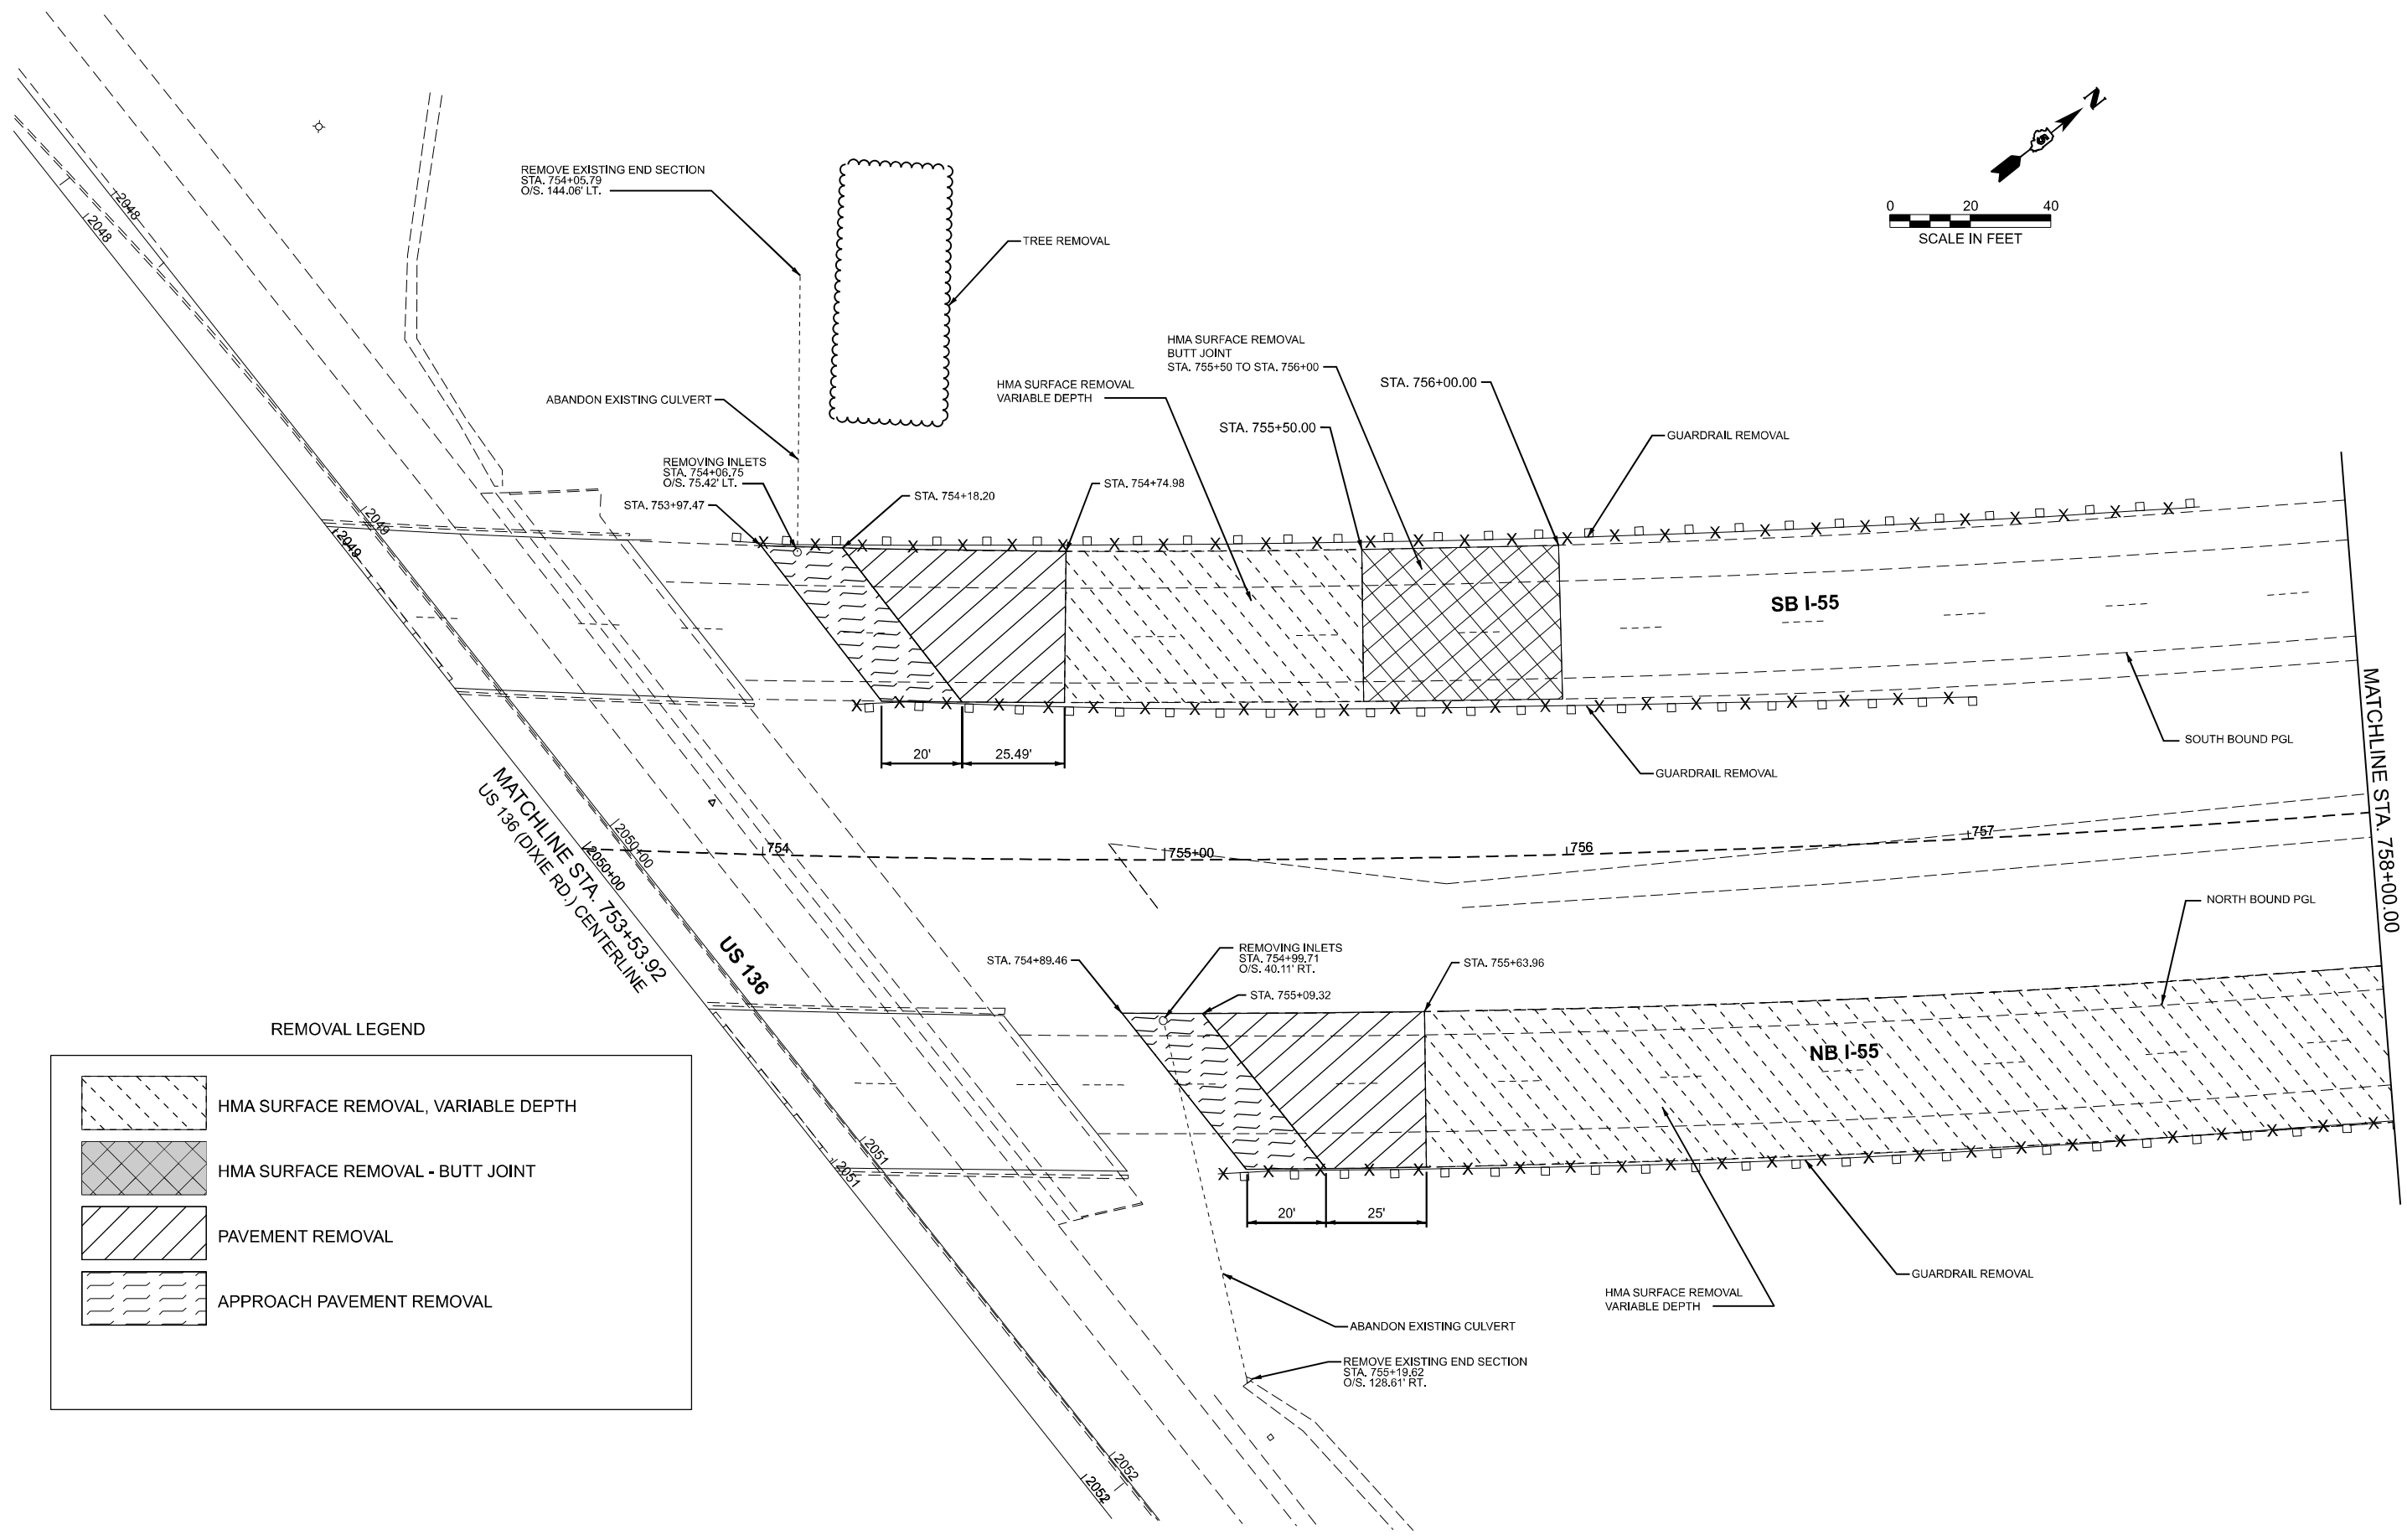 N
0 20 40
SCALE IN FEET
REMOVE EXISTING END SECTION
STA. 754+05.79
O/S. 144.06' LT.
TREE REMOVAL
ABANDON EXISTING CULVERT
REMOVING INLETS
STA. 754+06.75
O/S. 75.42' LT.
STA. 753+97.47
STA. 754+18.20
STA. 754+74.98
HMA SURFACE REMOVAL
VARIABLE DEPTH
HMA SURFACE REMOVAL
BUTT JOINT
STA. 755+50 TO STA. 756+00
STA. 755+50.00
STA. 756+00.00
GUARDRAIL REMOVAL
SB I-55
SOUTH BOUND PGL
GUARDRAIL REMOVAL
20'
25.49'
2048
2048
2049
2049
2050+00
2050+00
2051
2051
2052
2052
MATCHLINE STA. 753+53.92
US 136 (DIXIE RD.) CENTERLINE
US 136
754
755+00
756
757
MATCHLINE STA. 758+00.00
NORTH BOUND PGL
STA. 754+89.46
REMOVING INLETS
STA. 754+99.71
O/S. 40.11' RT.
STA. 755+09.32
STA. 755+63.96
NB I-55
20'
25'
GUARDRAIL REMOVAL
HMA SURFACE REMOVAL
VARIABLE DEPTH
ABANDON EXISTING CULVERT
REMOVE EXISTING END SECTION
STA. 755+19.62
O/S. 128.61' RT.
REMOVAL LEGEND
HMA SURFACE REMOVAL, VARIABLE DEPTH
HMA SURFACE REMOVAL - BUTT JOINT
PAVEMENT REMOVAL
APPROACH PAVEMENT REMOVAL